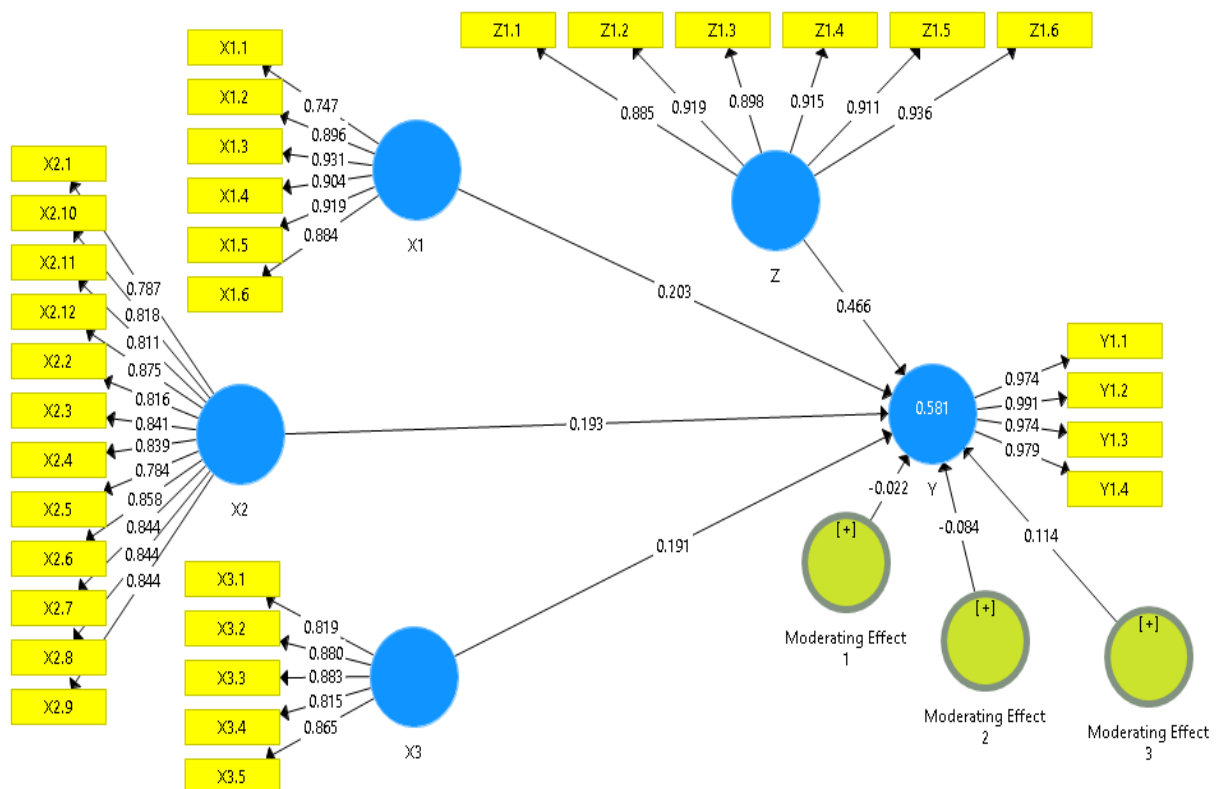 Z1.1 Z1.2 Z1.3 Z1.4 Z1.5 Z1.6
0.885 0.919 0.898 0.915 0.911 0.936
Z
0.466
X1.1
X1.2
X1.3
X1.4
X1.5
X1.6
0.747
0.896
0.931
0.904
0.919
0.884
X1
0.203
X2.1
X2.10
X2.11
X2.12
X2.2
X2.3
X2.4
X2.5
X2.6
X2.7
X2.8
X2.9
0.787
0.818
0.811
0.875
0.816
0.841
0.839
0.784
0.858
0.844
0.844
0.844
X2
0.193
X3.1
X3.2
X3.3
X3.4
X3.5
0.819
0.880
0.883
0.815
0.865
X3
0.191
0.581
Y
0.974
0.991
0.974
0.979
Y1.1
Y1.2
Y1.3
Y1.4
-0.022
-0.084
0.114
[+]
Moderating Effect
1
[+]
Moderating Effect
2
[+]
Moderating Effect
3